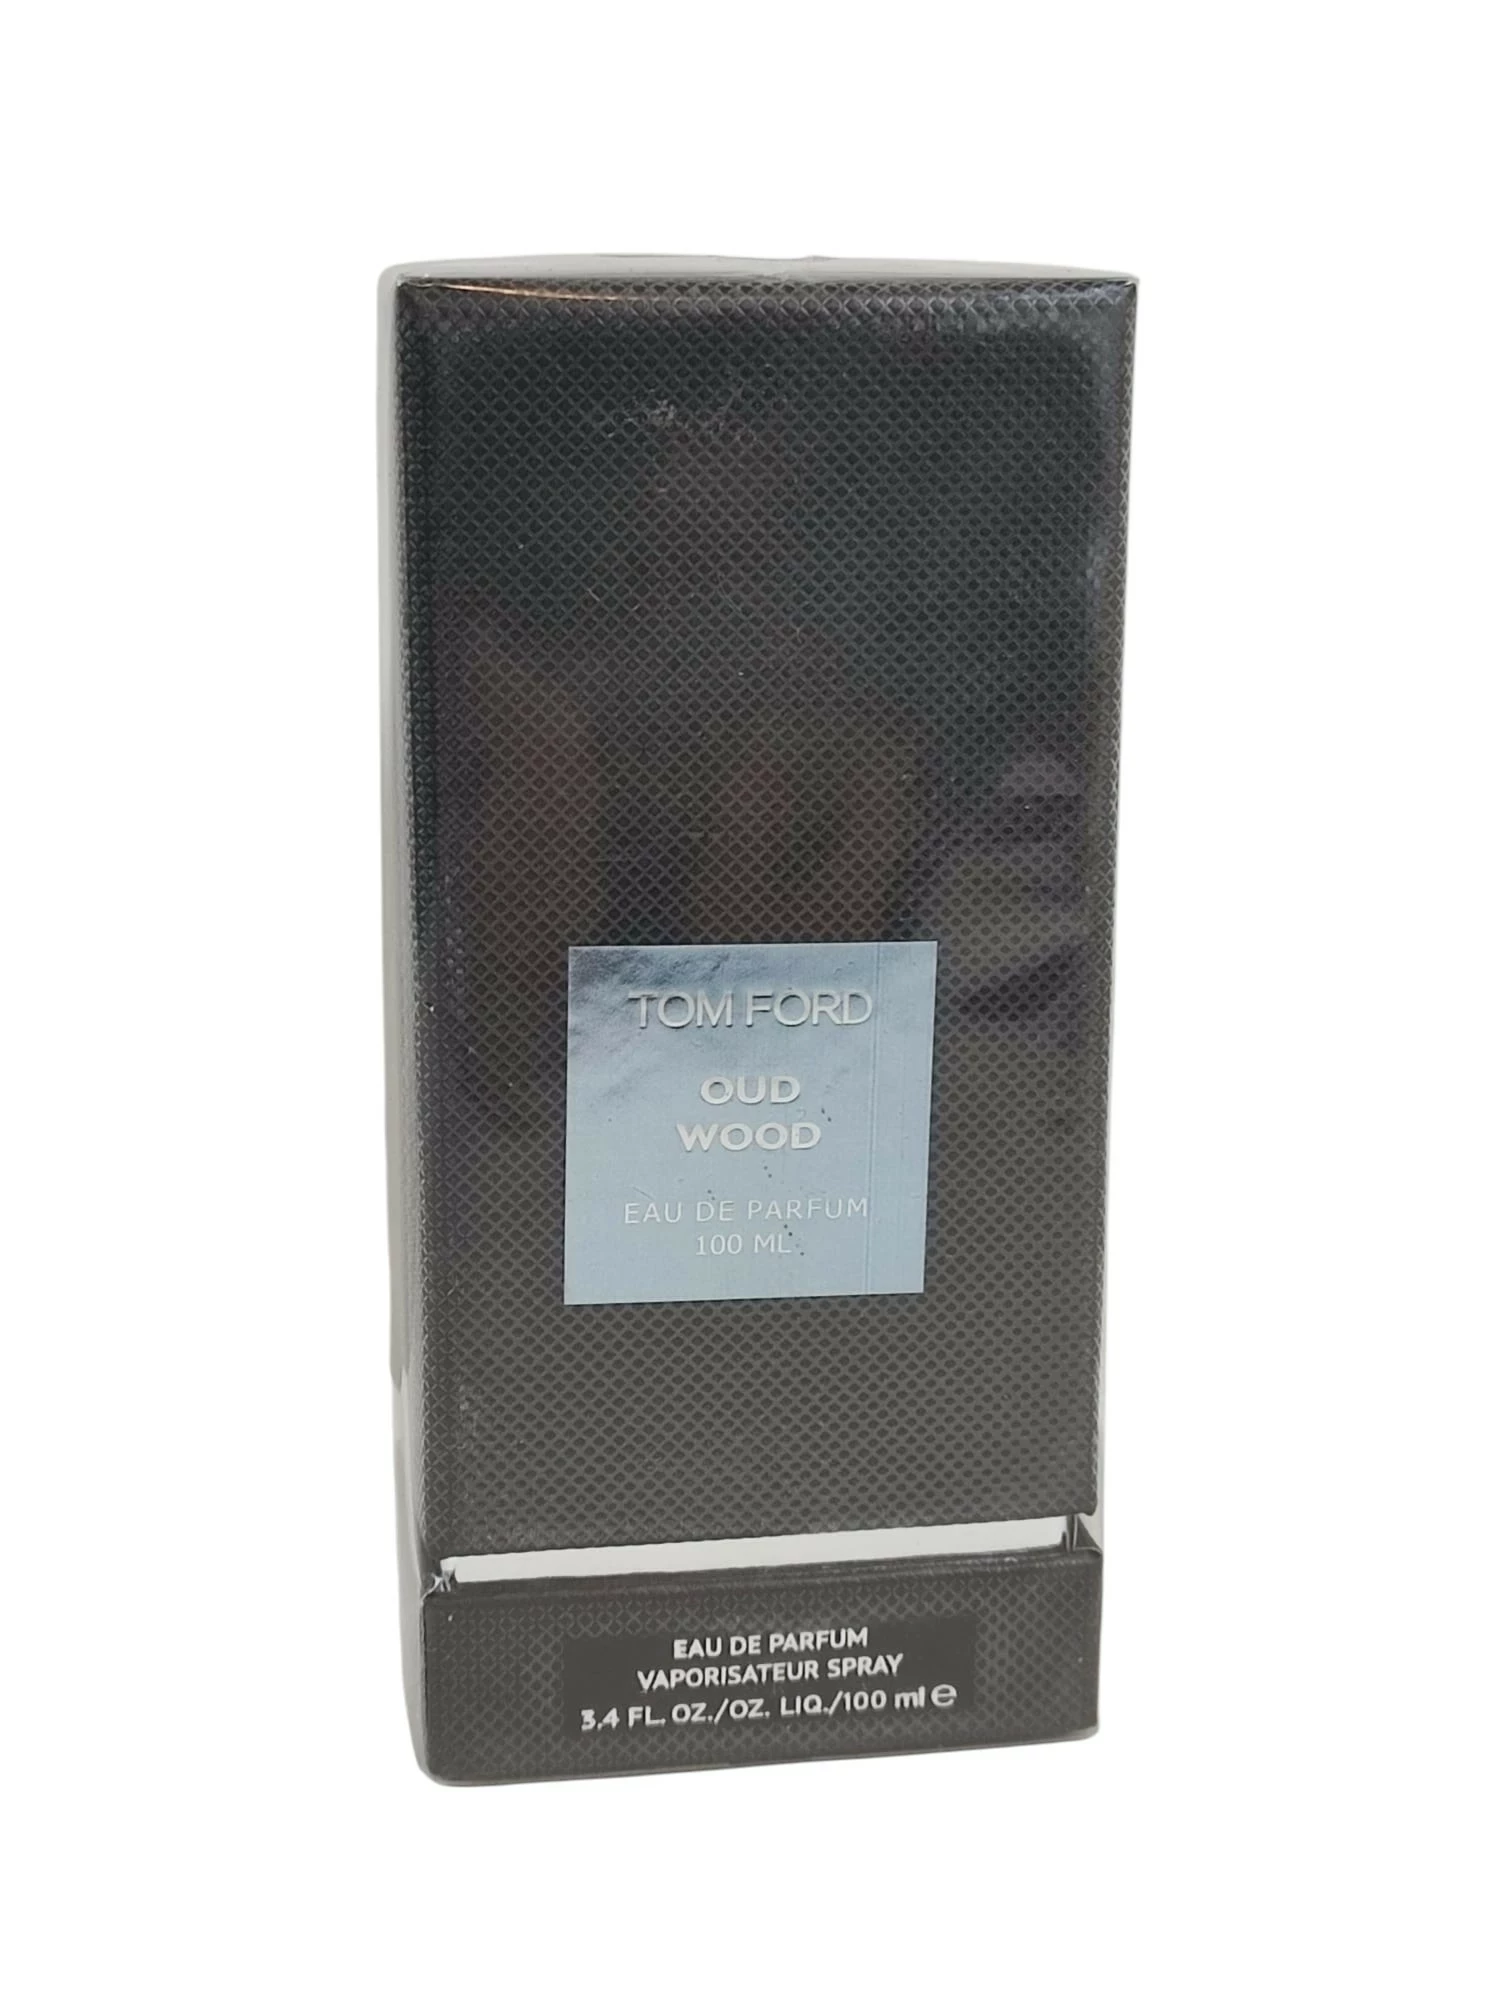 TOM FORD
OUD
WOOD
EAU DE PARFUM
100 ML
EAU DE PARFUM
VAPORISATEUR SPRAY
3.4 FL. OZ./OZ. LIQ./100 ml ℮